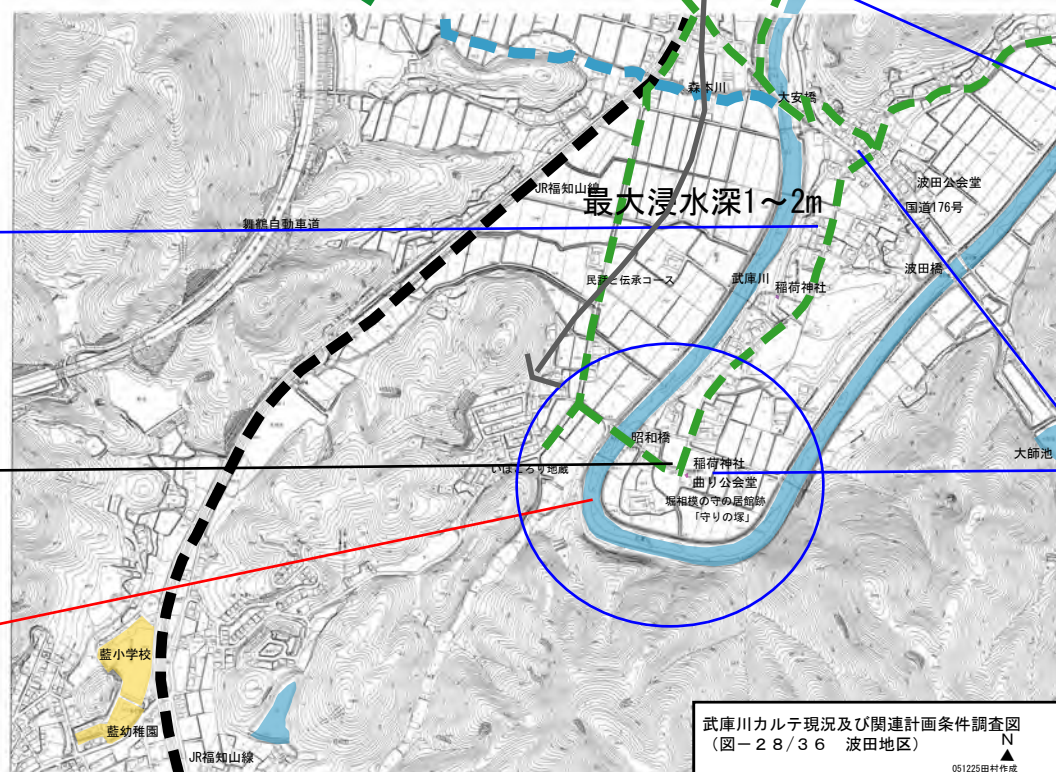 森本川
大安橋
JR福知山線
最大浸水深1～2m
波田公会堂
国道176号
舞鶴自動車道
波田橋
民話と伝承コース
武庫川
稲荷神社
昭和橋
大師池
いぼころり地蔵
稲荷神社
曲り公会堂
堀相模の守の居館跡
「守りの塚」
藍小学校
藍幼稚園
JR福知山線
武庫川カルテ現況及び関連計画条件調査図
（図－２８/３６　波田地区）
N
051225田村作成